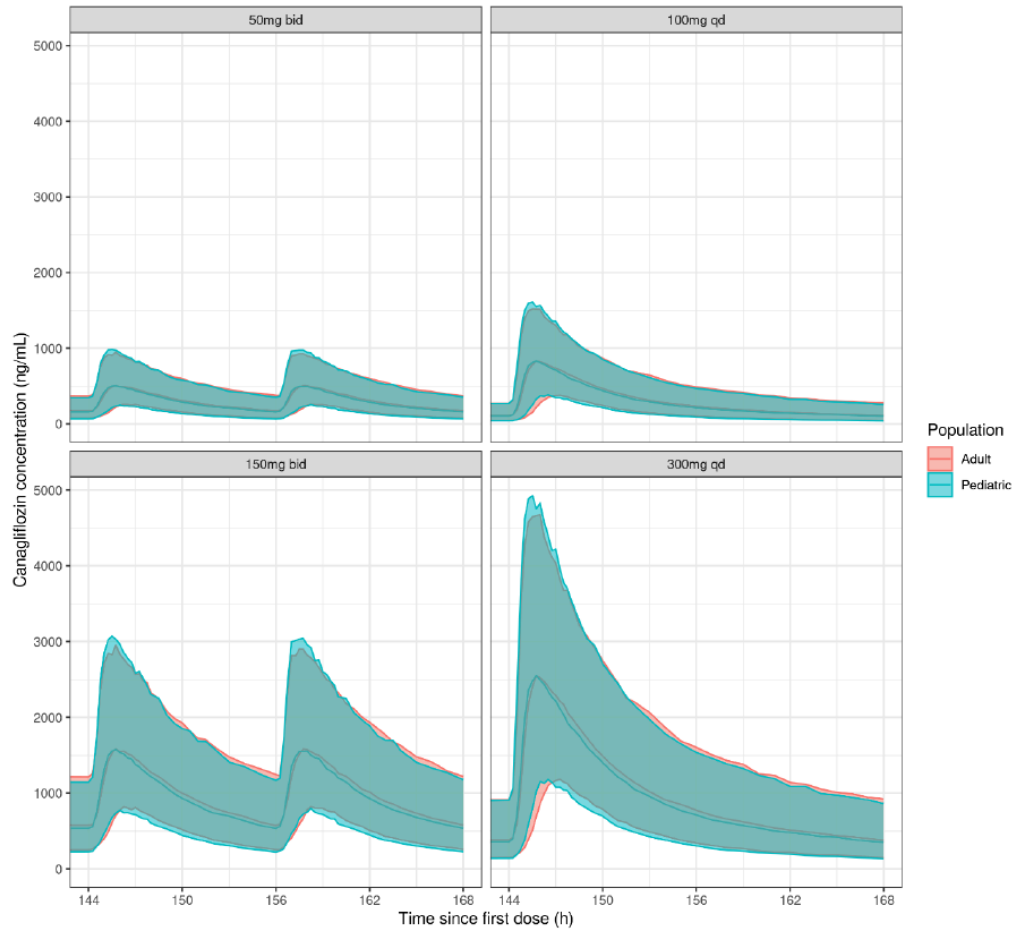 50mg bid
100mg qd
5000
4000
3000
2000
1000
0
150mg bid
300mg qd
5000
4000
3000
2000
1000
0
144
150
156
162
168
144
150
156
162
168
Time since first dose (h)
Canagliflozin concentration (ng/mL)
Population
Adult
Pediatric